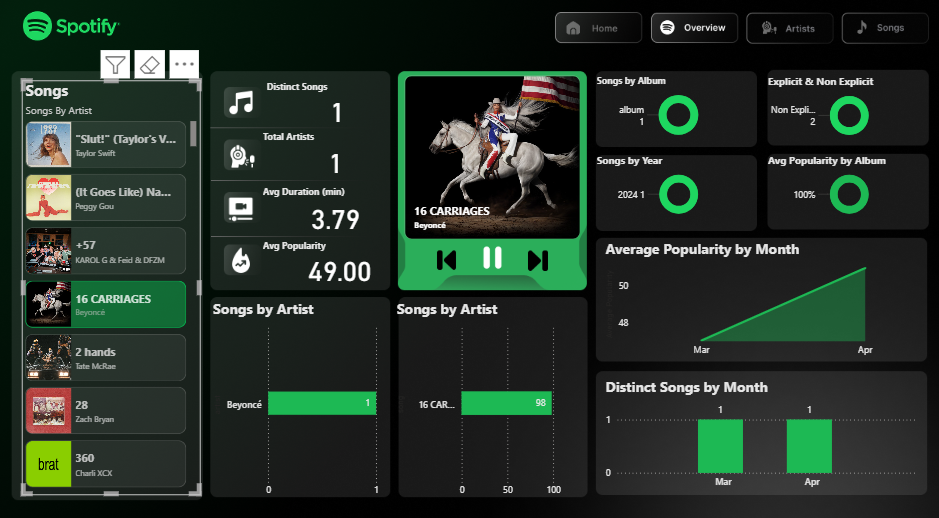 Spotify
Home
Overview
Artists
Songs
Songs
Songs By Artist
"Slut!" (Taylor's V...
Taylor Swift
(It Goes Like) Na...
Peggy Gou
+57
KAROL G & Feid & DFZM
16 CARRIAGES
Beyoncé
2 hands
Tate McRae
28
Zach Bryan
brat
360
Charli XCX
Distinct Songs
1
Total Artists
1
Avg Duration (min)
3.79
Avg Popularity
49.00
16 CARRIAGES
Beyoncé
Songs by Artist
Beyoncé
1
0 1
Songs by Artist
16 CAR...
98
0 50 100
Songs by Album
album
1
Explicit & Non Explicit
Non Expli...
2
Songs by Year
2024 1
Avg Popularity by Album
100%
Average Popularity by Month
50
48
Mar Apr
Distinct Songs by Month
1 1
1
0
Mar Apr